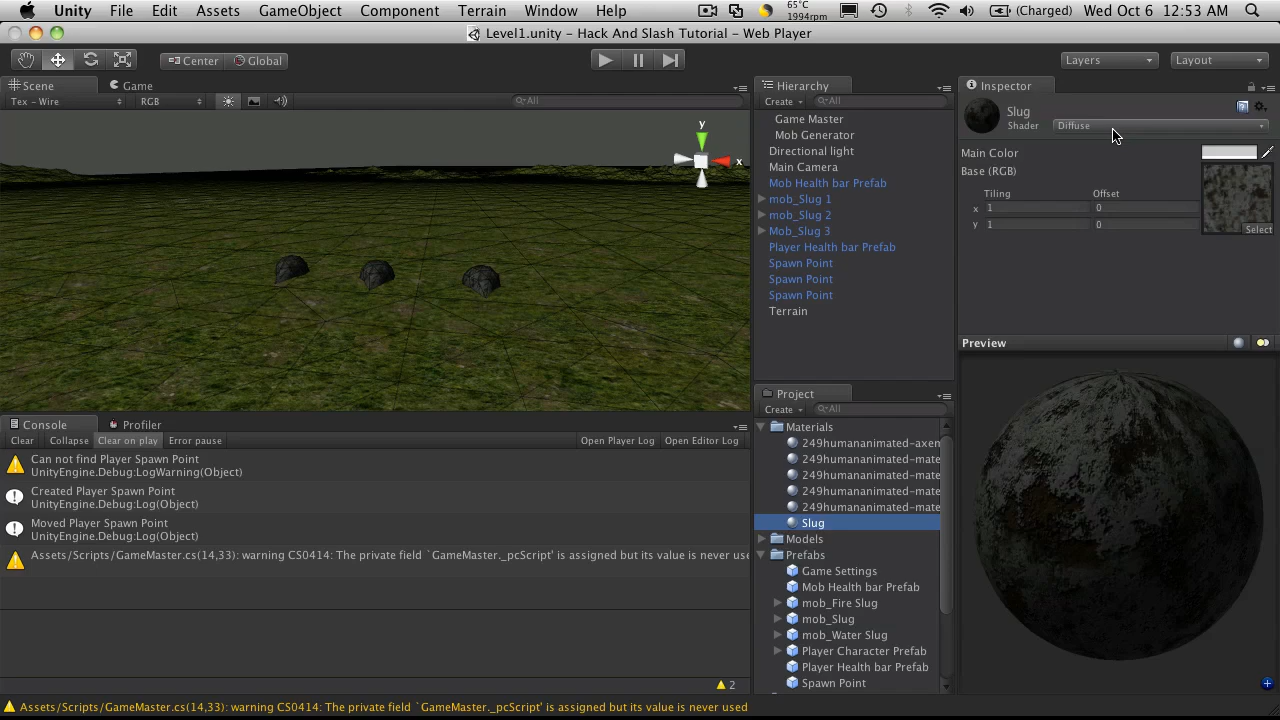 Unity File Edit Assets GameObject Component Terrain Window Help 65°C 1994rpm (Charged) Wed Oct 6 12:53 AM
Level1.unity - Hack And Slash Tutorial - Web Player
Center Global Layers Layout
Scene Game
Tex - Wire RGB All
y
x
Hierarchy
Create All
Game Master
Mob Generator
Directional light
Main Camera
Mob Health bar Prefab
mob_Slug 1
mob_Slug 2
Mob_Slug 3
Player Health bar Prefab
Spawn Point
Spawn Point
Spawn Point
Terrain
Inspector
Slug
Shader Diffuse
Main Color
Base (RGB)
Tiling Offset
x 1 0
y 1 0
Select
Preview
Console Profiler
Clear Collapse Clear on play Error pause Open Player Log Open Editor Log
Can not find Player Spawn Point
UnityEngine.Debug:LogWarning(Object)
Created Player Spawn Point
UnityEngine.Debug:Log(Object)
Moved Player Spawn Point
UnityEngine.Debug:Log(Object)
Assets/Scripts/GameMaster.cs(14,33): warning CS0414: The private field `GameMaster._pcScript' is assigned but its value is never use
2
Project
Create All
Materials
249humananimated-axen
249humananimated-mate
249humananimated-mate
249humananimated-mate
249humananimated-mate
Slug
Models
Prefabs
Game Settings
Mob Health bar Prefab
mob_Fire Slug
mob_Slug
mob_Water Slug
Player Character Prefab
Player Health bar Prefab
Spawn Point
Assets/Scripts/GameMaster.cs(14,33): warning CS0414: The private field `GameMaster._pcScript' is assigned but its value is never used